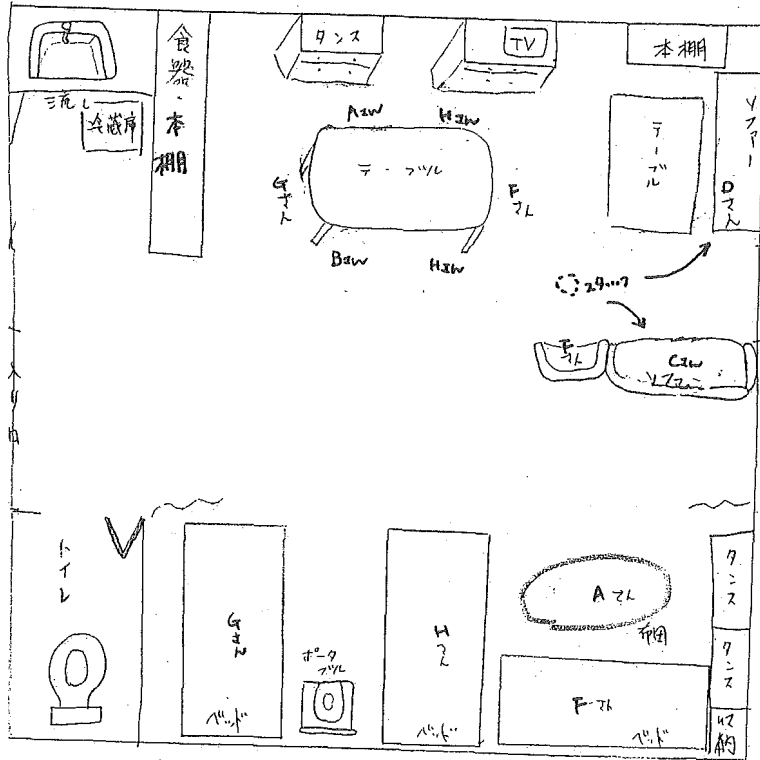 食器・本棚
タンス
TV
本棚
流し
冷蔵庫
Aさん
Hさん
テーブル
Gさん
Fさん
Bさん
Hさん
テーブル
ソファー
Dさん
スタッフ
Cさん
ソファー
入り口
トイレ
Gさん
ベッド
ポータブル
Hさん
ベッド
Aさん
布団
Fさん
ベッド
タンス
タンス
収納